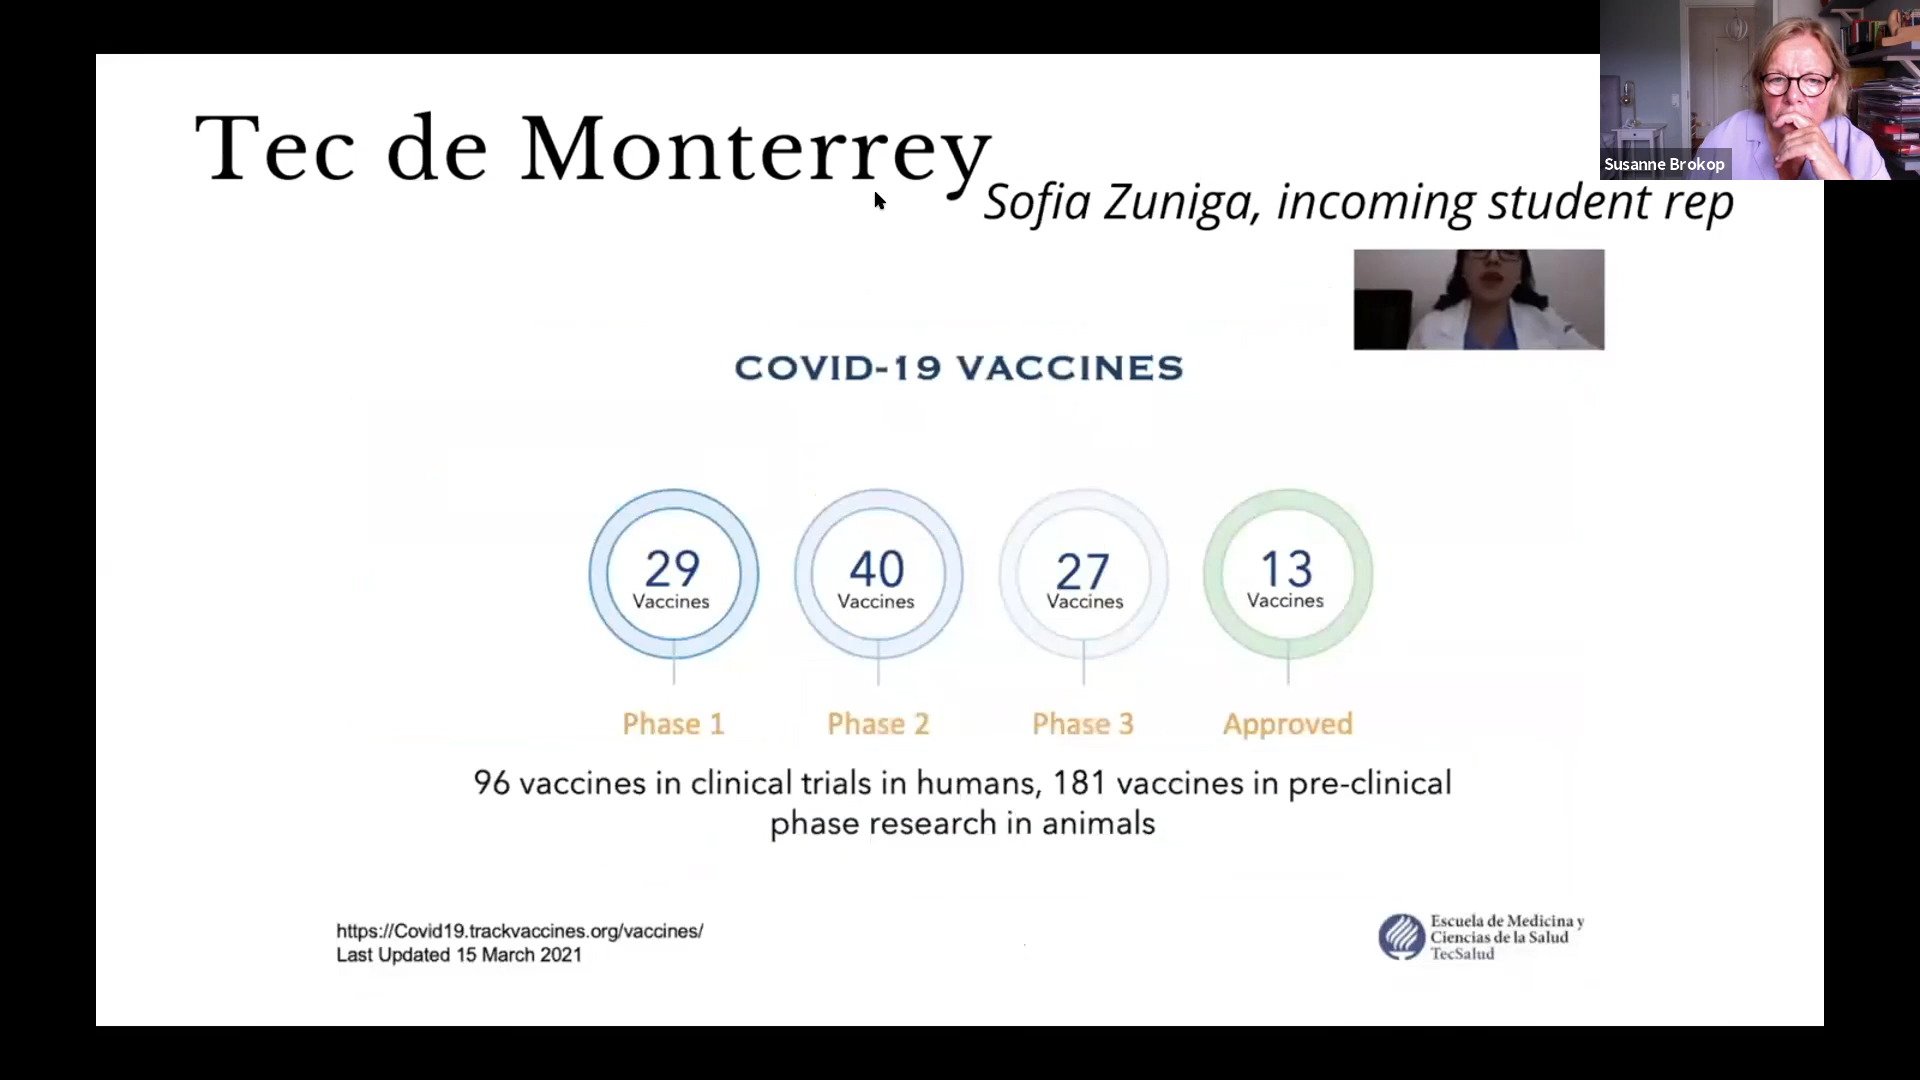 Tec de Monterrey
Susanne Brokop
Sofia Zuniga, incoming student rep
COVID-19 VACCINES
29
Vaccines
40
Vaccines
27
Vaccines
13
Vaccines
Phase 1
Phase 2
Phase 3
Approved
96 vaccines in clinical trials in humans, 181 vaccines in pre-clinical
phase research in animals
https://Covid19.trackvaccines.org/vaccines/
Last Updated 15 March 2021
Escuela de Medicina y
Ciencias de la Salud
TecSalud